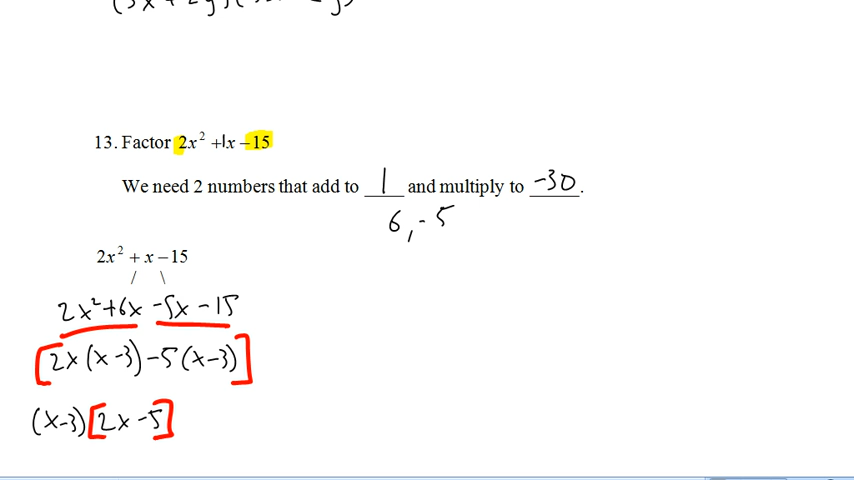 13. Factor 2x² +1x – 15
We need 2 numbers that add to 1 and multiply to -30.
6, -5
2x² + x – 15
2x²+6x -5x - 15
[2x(x-3)-5(x-3)]
(x-3)[2x-5]